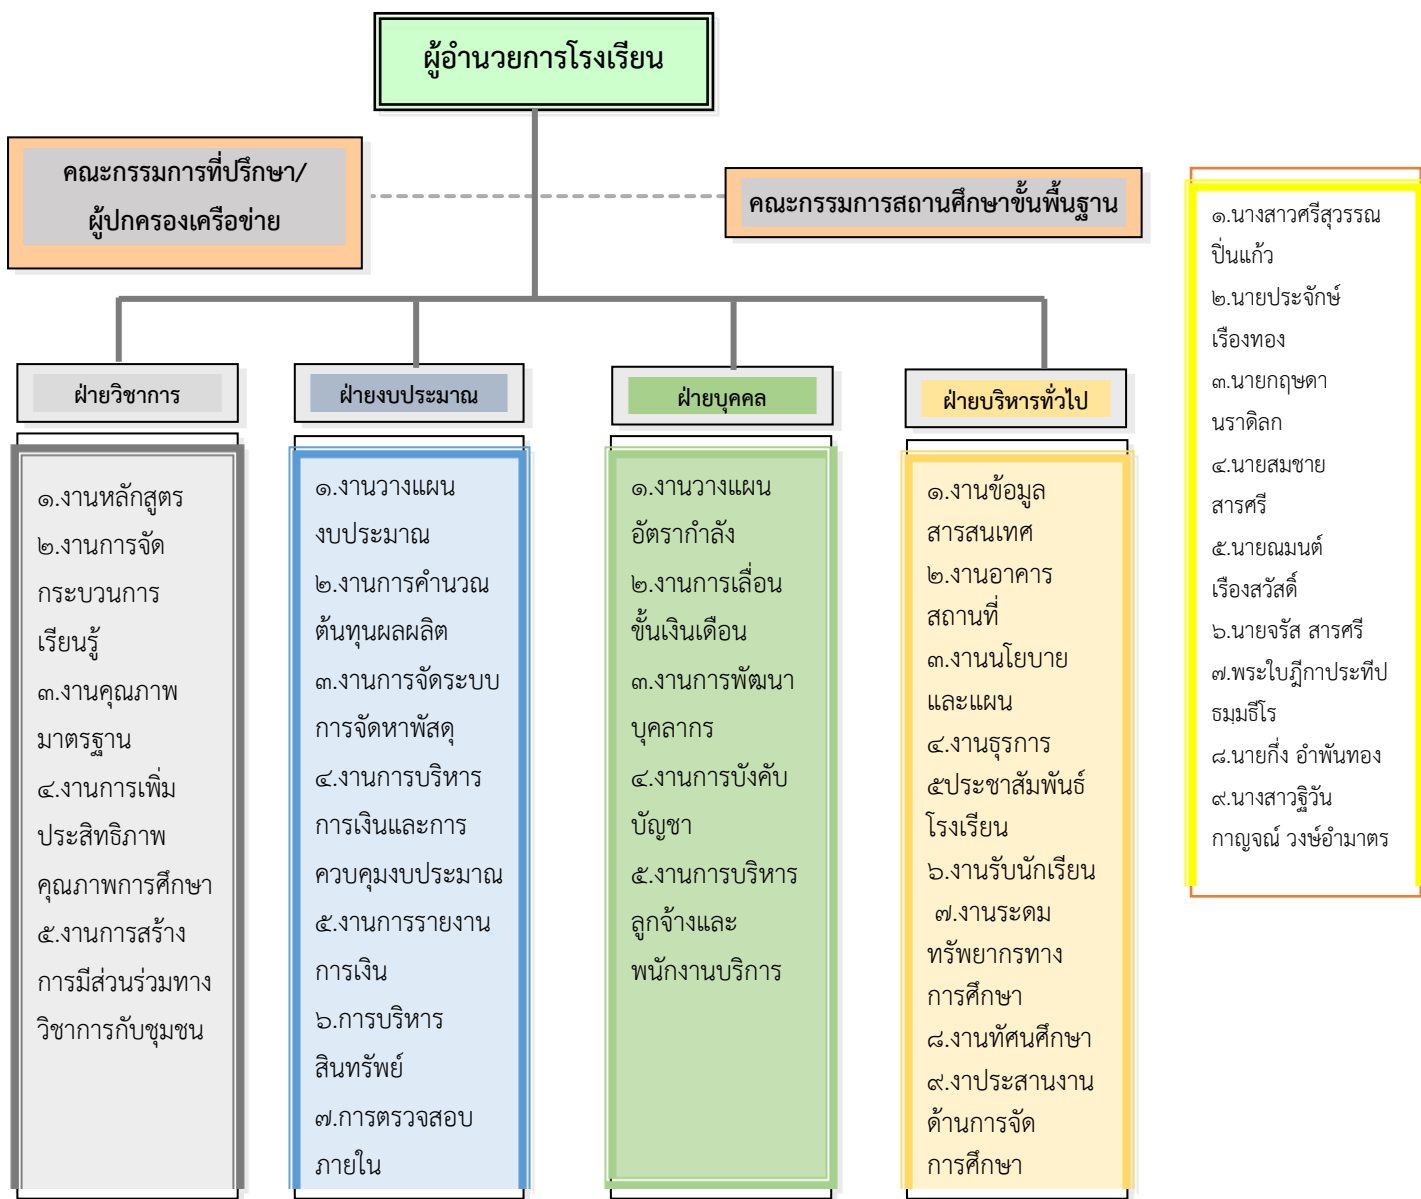 ผู้อำนวยการโรงเรียน
คณะกรรมการที่ปรึกษา/
ผู้ปกครองเครือข่าย
คณะกรรมการสถานศึกษาขั้นพื้นฐาน
๑.นางสาวศรีสุวรรณ
ปิ่นแก้ว
๒.นายประจักษ์
เรืองทอง
๓.นายกฤษดา
นราดิลก
๔.นายสมชาย
สารศรี
๕.นายณมนต์
เรืองสวัสดิ์
๖.นายจรัส สารศรี
๗.พระใบฎีกาประทีป
ธมฺมธีโร
๘.นายกึ่ง อำพันทอง
๙.นางสาวฐิวัน
กาญจณ์ วงษ์อำมาตร
ฝ่ายวิชาการ
๑.งานหลักสูตร
๒.งานการจัด
กระบวนการ
เรียนรู้
๓.งานคุณภาพ
มาตรฐาน
๔.งานการเพิ่ม
ประสิทธิภาพ
คุณภาพการศึกษา
๕.งานการสร้าง
การมีส่วนร่วมทาง
วิชาการกับชุมชน
ฝ่ายงบประมาณ
๑.งานวางแผน
งบประมาณ
๒.งานการคำนวณ
ต้นทุนผลผลิต
๓.งานการจัดระบบ
การจัดหาพัสดุ
๔.งานการบริหาร
การเงินและการ
ควบคุมงบประมาณ
๕.งานการรายงาน
การเงิน
๖.การบริหาร
สินทรัพย์
๗.การตรวจสอบ
ภายใน
ฝ่ายบุคคล
๑.งานวางแผน
อัตรากำลัง
๒.งานการเลื่อน
ขั้นเงินเดือน
๓.งานการพัฒนา
บุคลากร
๔.งานการบังคับ
บัญชา
๕.งานการบริหาร
ลูกจ้างและ
พนักงานบริการ
ฝ่ายบริหารทั่วไป
๑.งานข้อมูล
สารสนเทศ
๒.งานอาคาร
สถานที่
๓.งานนโยบาย
และแผน
๔.งานธุรการ
๕ประชาสัมพันธ์
โรงเรียน
๖.งานรับนักเรียน
๗.งานระดม
ทรัพยากรทาง
การศึกษา
๘.งานทัศนศึกษา
๙.งาประสานงาน
ด้านการจัด
การศึกษา